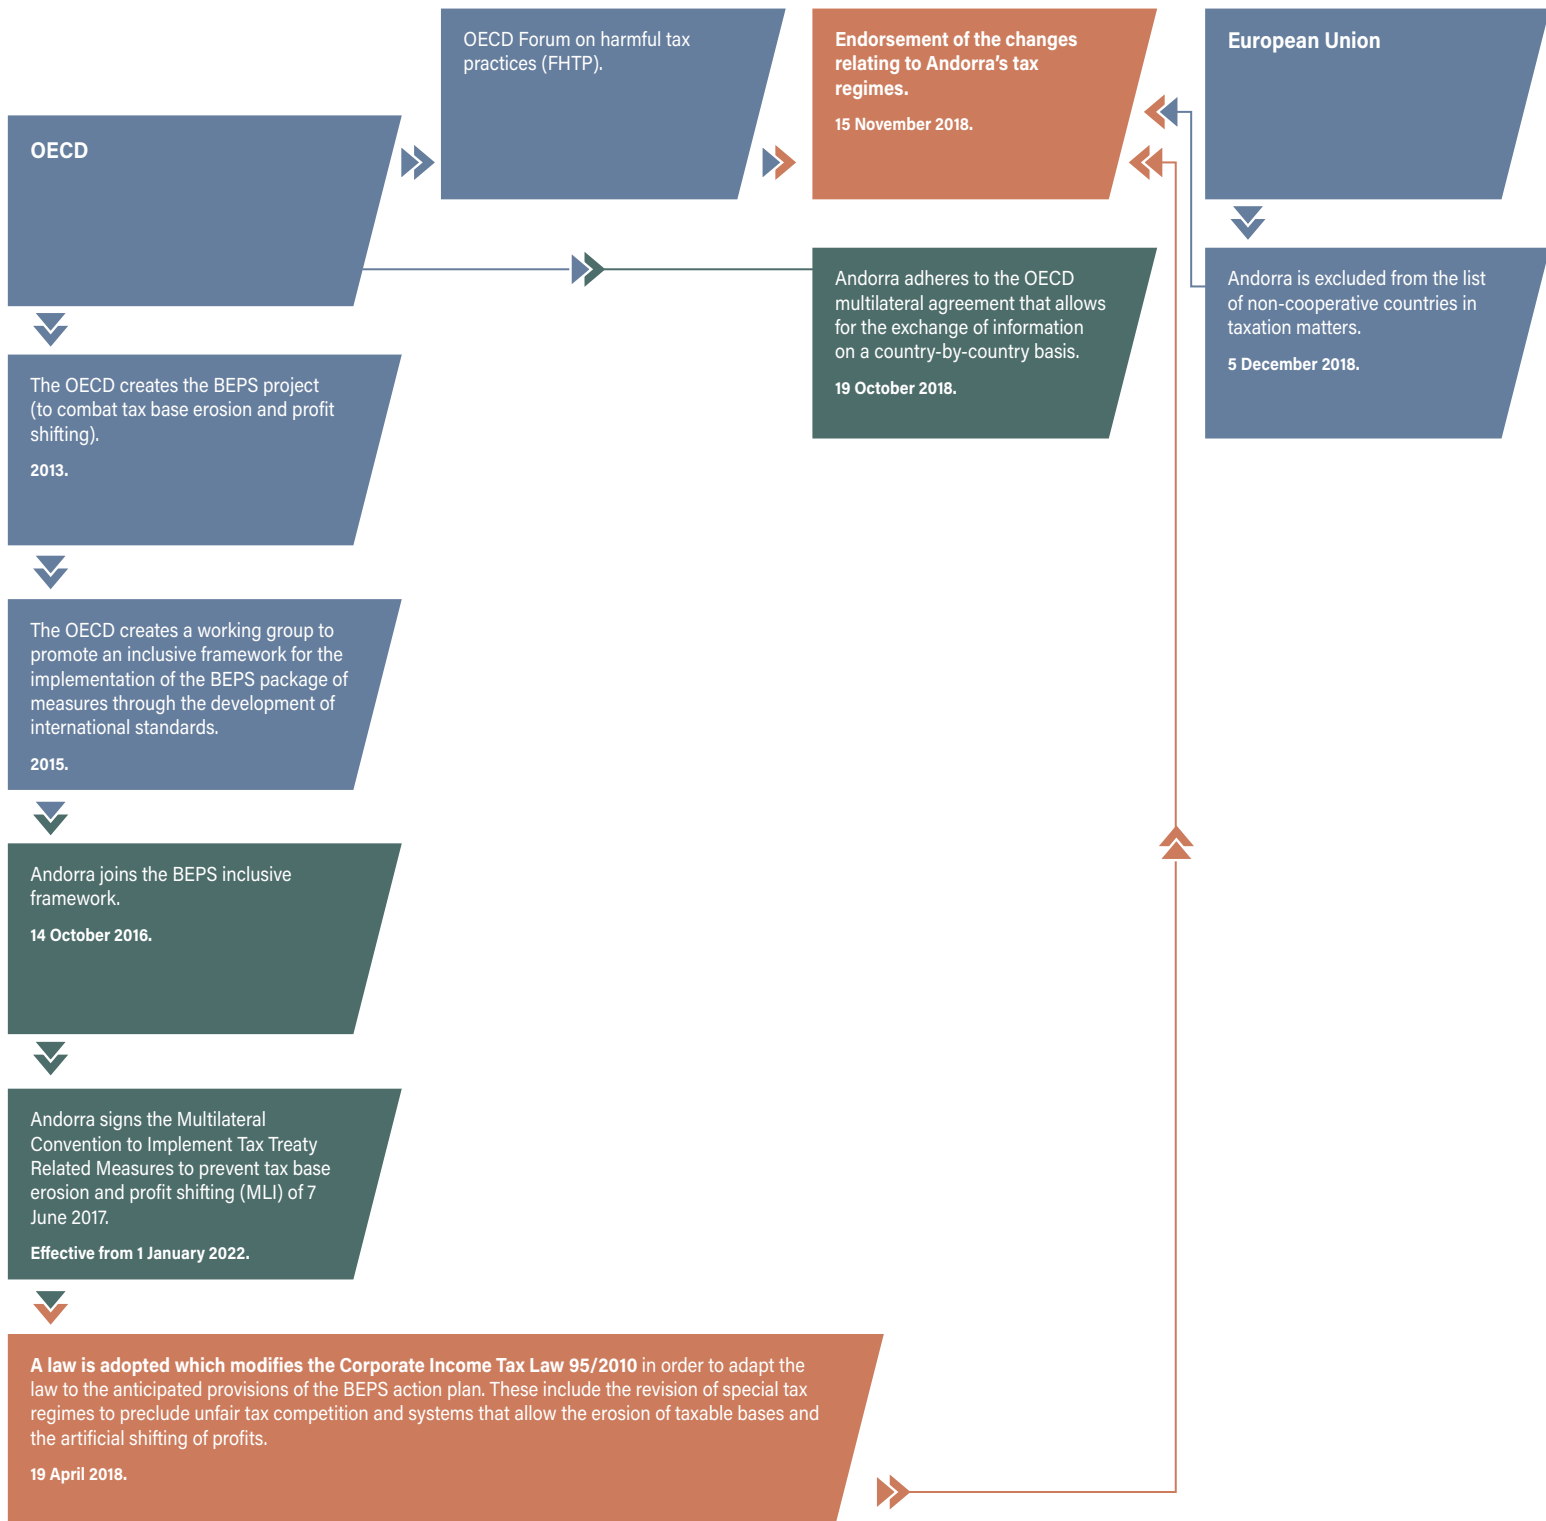 OECD Forum on harmful tax
practices (FHTP).
Endorsement of the changes
relating to Andorra’s tax
regimes.
15 November 2018.
European Union
OECD
Andorra adheres to the OECD
multilateral agreement that allows
for the exchange of information
on a country-by-country basis.
19 October 2018.
Andorra is excluded from the list
of non-cooperative countries in
taxation matters.
5 December 2018.
The OECD creates the BEPS project
(to combat tax base erosion and profit
shifting).
2013.
The OECD creates a working group to
promote an inclusive framework for the
implementation of the BEPS package of
measures through the development of
international standards.
2015.
Andorra joins the BEPS inclusive
framework.
14 October 2016.
Andorra signs the Multilateral
Convention to Implement Tax Treaty
Related Measures to prevent tax base
erosion and profit shifting (MLI) of 7
June 2017.
Effective from 1 January 2022.
A law is adopted which modifies the Corporate Income Tax Law 95/2010 in order to adapt the
law to the anticipated provisions of the BEPS action plan. These include the revision of special tax
regimes to preclude unfair tax competition and systems that allow the erosion of taxable bases and
the artificial shifting of profits.
19 April 2018.